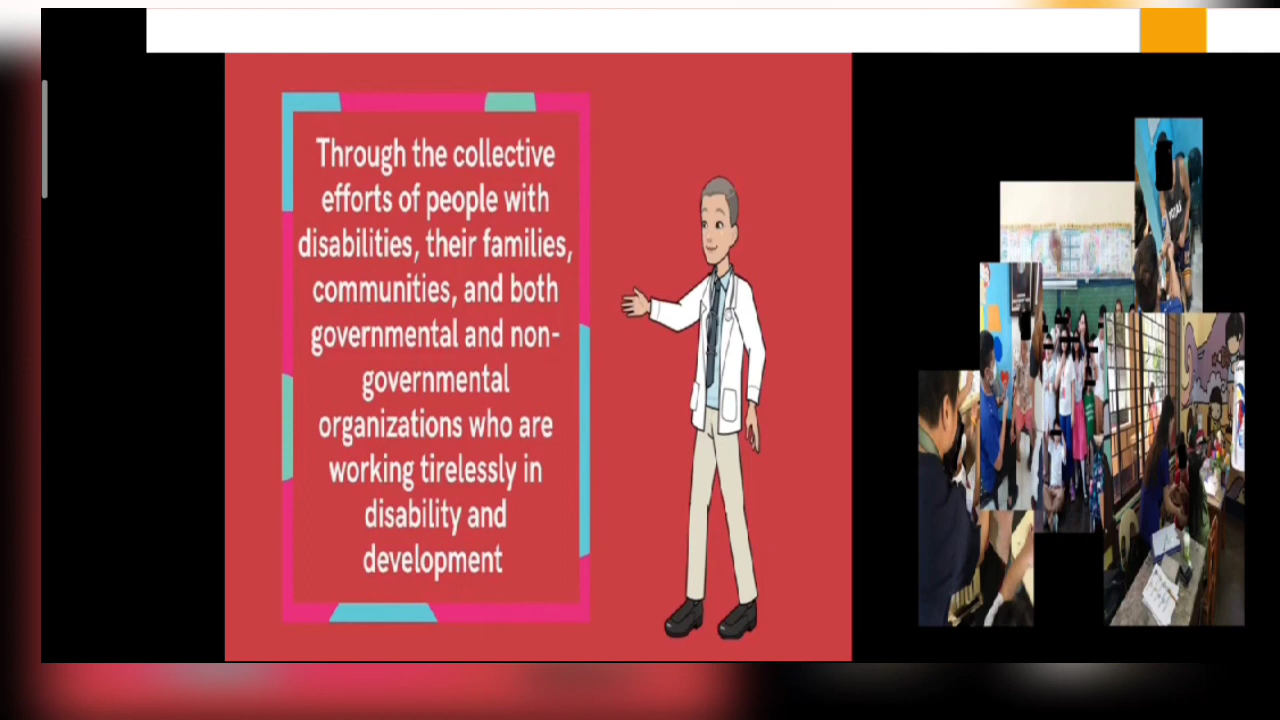 Through the collective
efforts of people with
disabilities, their families,
communities, and both
governmental and non-
governmental
organizations who are
working tirelessly in
disability and
development